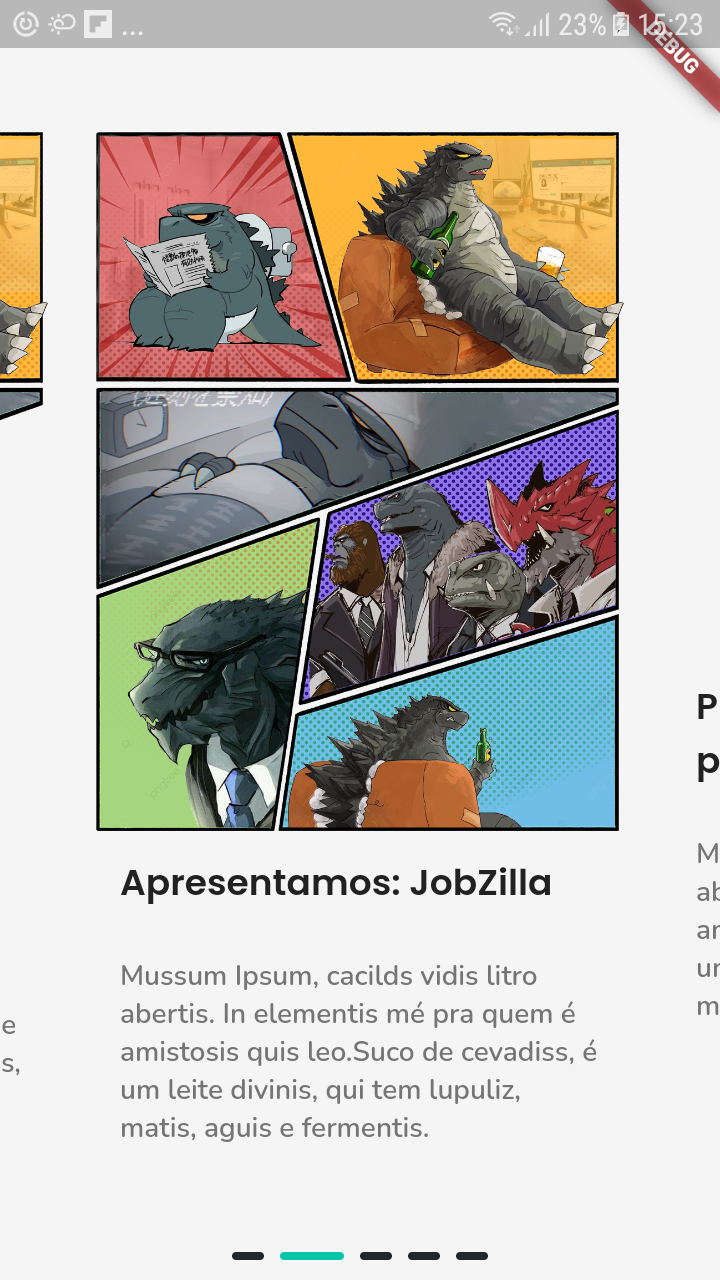 ...
23%
15:23
DEBUG
Apresentamos: JobZilla
Mussum Ipsum, cacilds vidis litro
abertis. In elementis mé pra quem é
amistosis quis leo.Suco de cevadiss, é
um leite divinis, qui tem lupuliz,
matis, aguis e fermentis.
e
s,
P
p
M
ab
ar
ur
m